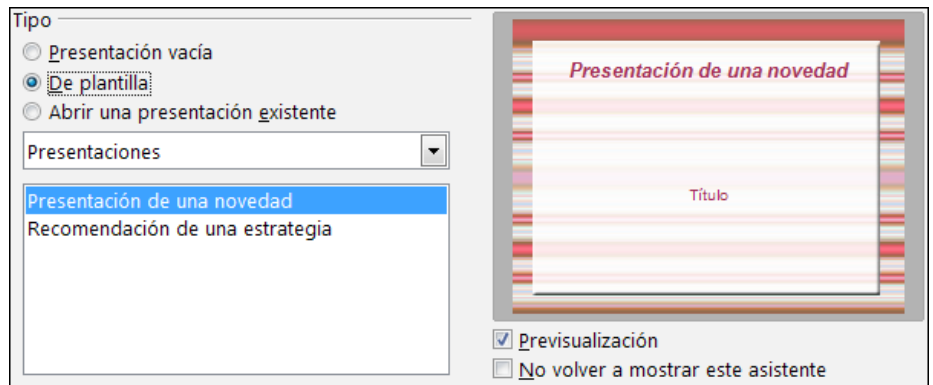 Tipo
Presentación vacía
De plantilla
Abrir una presentación existente
Presentaciones
Presentación de una novedad
Recomendación de una estrategia
Presentación de una novedad
Título
Previsualización
No volver a mostrar este asistente